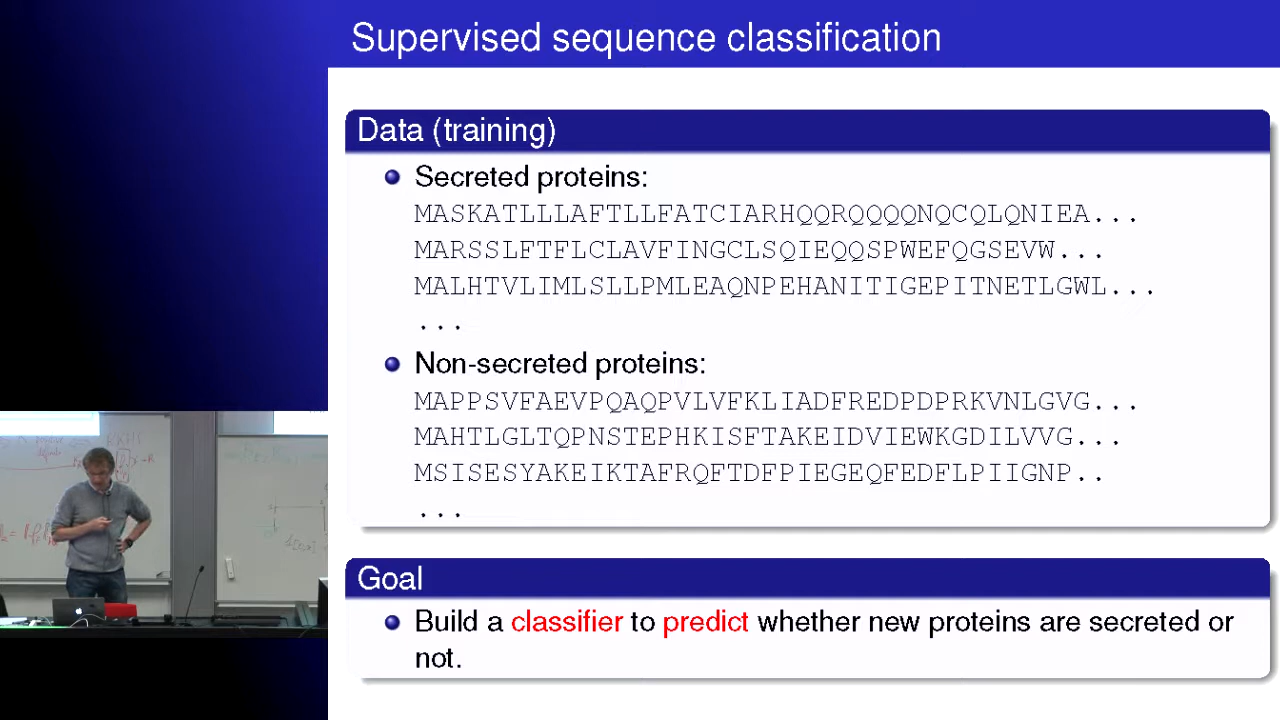 Supervised sequence classification
Data (training)
Secreted proteins:
MASKATLLLAFTLLFATCIARHQQRQQQQNQCQLQNIEA...
MARSSLFTFLCLAVFINGCLSQIEQQSPWEFQGSEVW...
MALHTVLIMLSLLPMLEAQNPEHANITIGEPITNETLGWL...
...
Non-secreted proteins:
MAPPSVFAEVPQAQPVLVFKLIADFREDPDPRKVNLGVG...
MAHTLGLTQPNSTEPHKISFTAKEIDVIEWKGDILVVG...
MSISESYAKEIKTAFRQFTDFPIEGEQFEDFLPIIGNP..
...
Goal
Build a classifier to predict whether new proteins are secreted or
not.